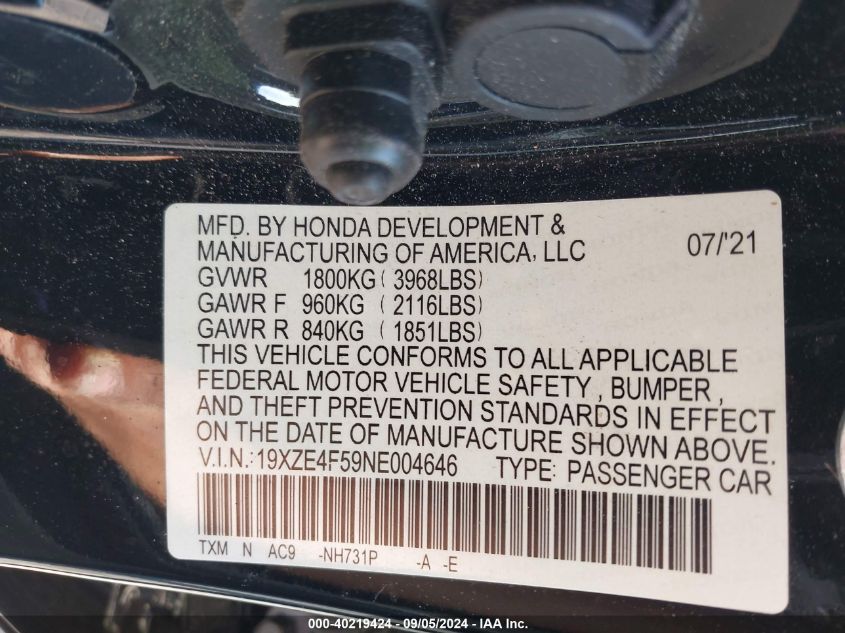 MFD. BY HONDA DEVELOPMENT &
MANUFACTURING OF AMERICA, LLC 07/'21
GVWR 1800KG ( 3968LBS)
GAWR F 960KG ( 2116LBS)
GAWR R 840KG ( 1851LBS)
THIS VEHICLE CONFORMS TO ALL APPLICABLE
FEDERAL MOTOR VEHICLE SAFETY , BUMPER ,
AND THEFT PREVENTION STANDARDS IN EFFECT
ON THE DATE OF MANUFACTURE SHOWN ABOVE.
V.I.N.:19XZE4F59NE004646 TYPE: PASSENGER CAR
TXM N AC9 -NH731P -A -E
000-40219424 - 09/05/2024 - IAA Inc.